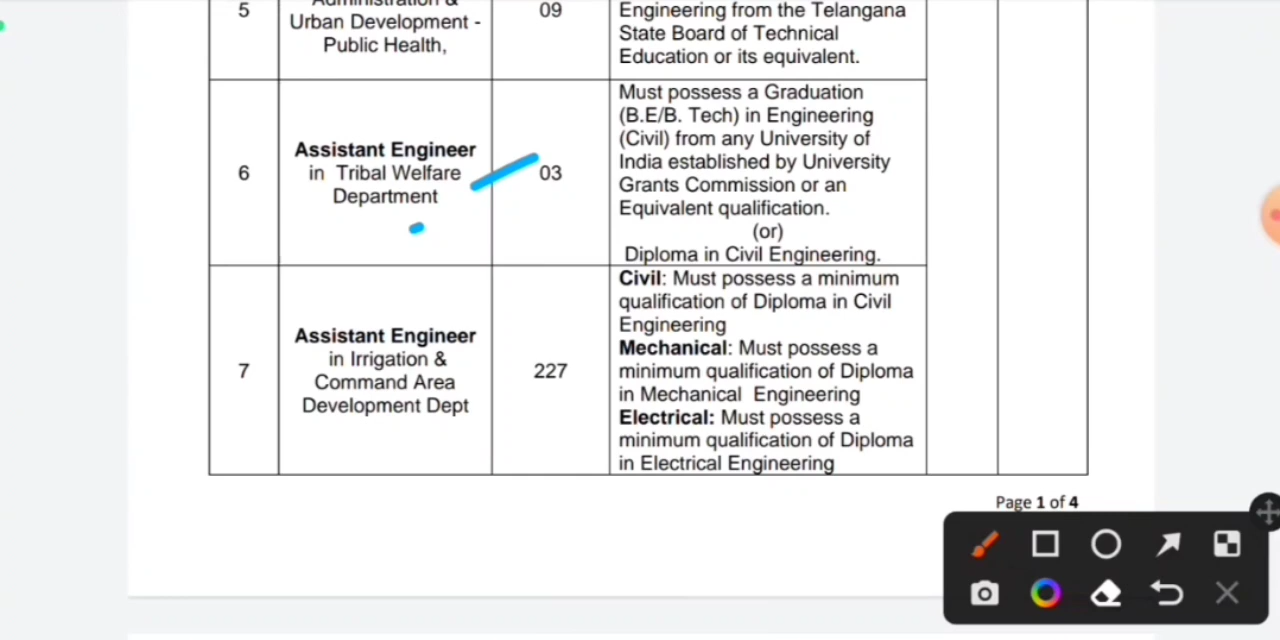 5
Administration &
Urban Development -
Public Health,
09
Engineering from the Telangana
State Board of Technical
Education or its equivalent.
6
Assistant Engineer
in Tribal Welfare
Department
03
Must possess a Graduation
(B.E/B. Tech) in Engineering
(Civil) from any University of
India established by University
Grants Commission or an
Equivalent qualification.
(or)
Diploma in Civil Engineering.
7
Assistant Engineer
in Irrigation &
Command Area
Development Dept
227
Civil: Must possess a minimum
qualification of Diploma in Civil
Engineering
Mechanical: Must possess a
minimum qualification of Diploma
in Mechanical Engineering
Electrical: Must possess a
minimum qualification of Diploma
in Electrical Engineering
Page 1 of 4